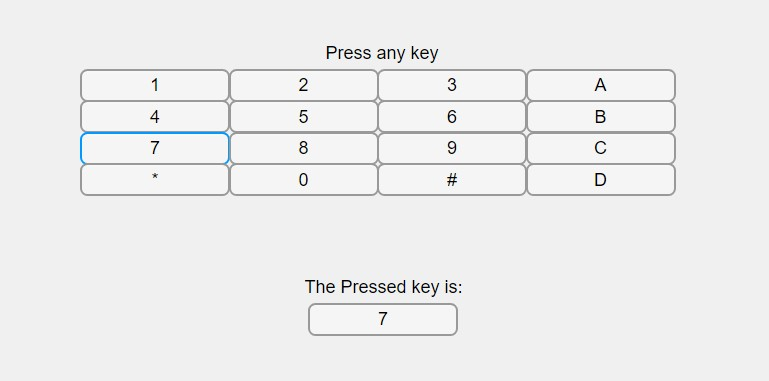 Press any key
1 2 3 A
4 5 6 B
7 8 9 C
* 0 # D
The Pressed key is:
7